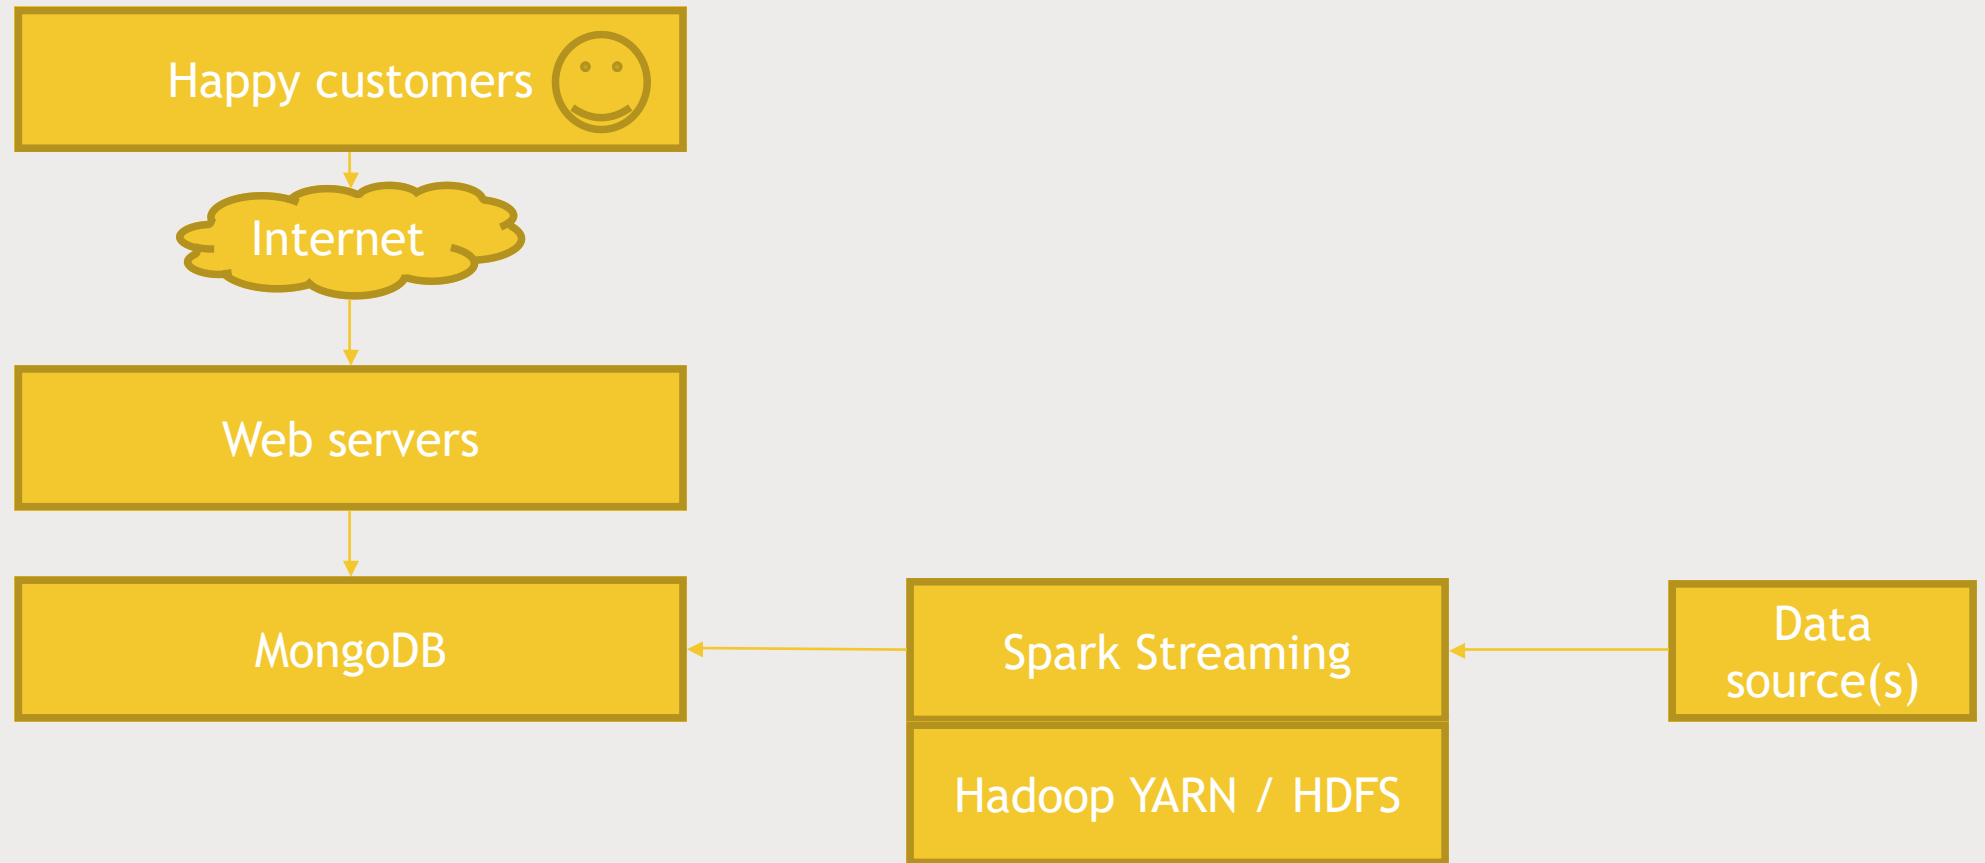 Happy customers
Internet
Web servers
MongoDB
Spark Streaming
Data
source(s)
Hadoop YARN / HDFS